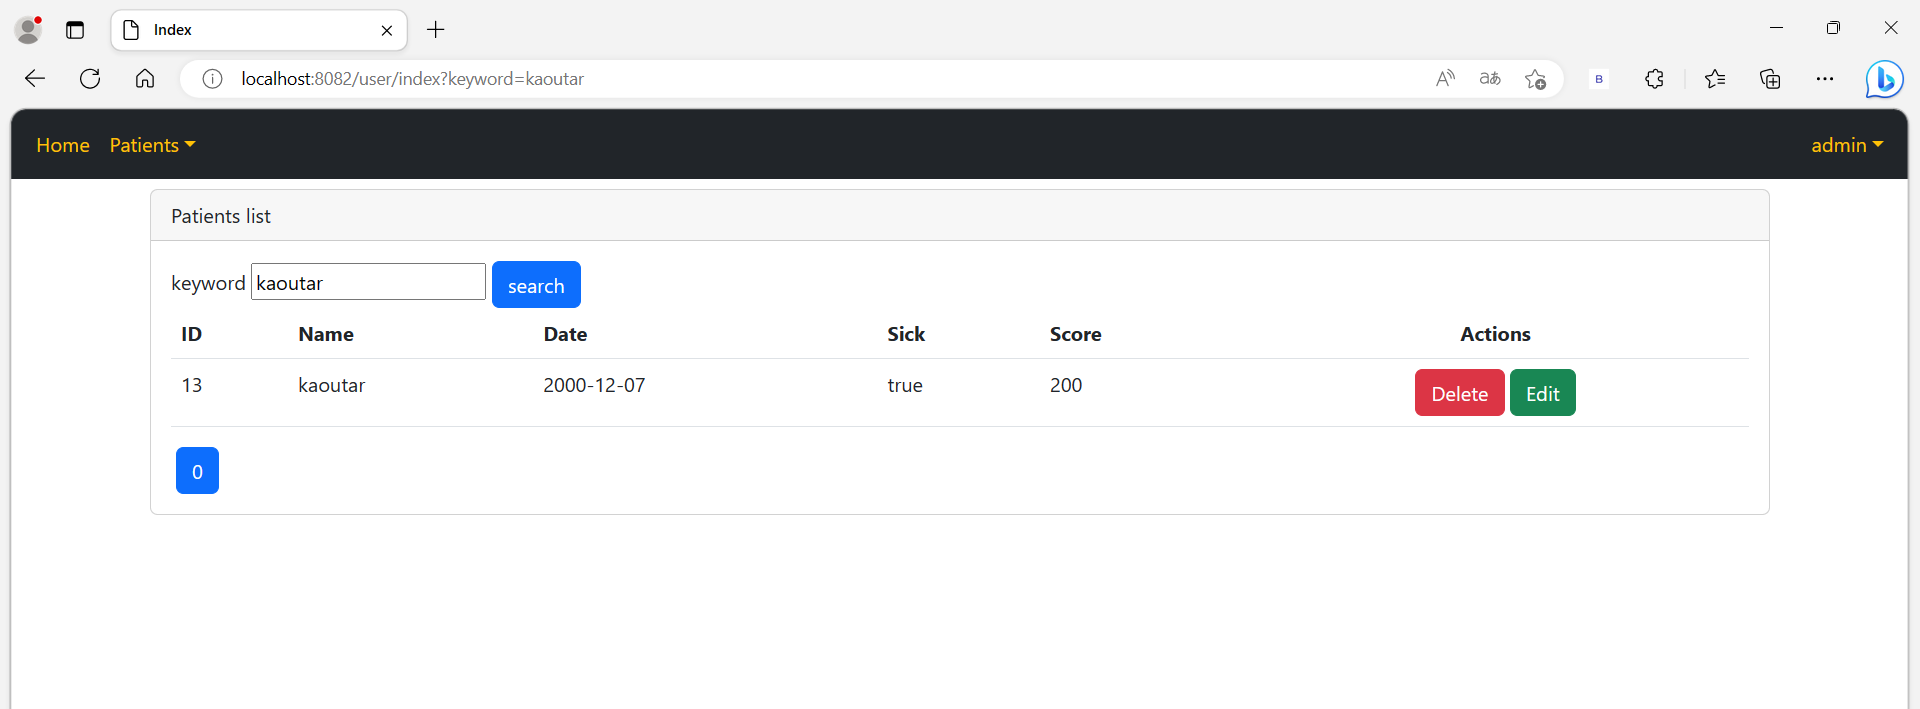 Index
localhost:8082/user/index?keyword=kaoutar
B
Home Patients admin
Patients list
keyword kaoutar search
ID Name Date Sick Score Actions
13 kaoutar 2000-12-07 true 200 Delete Edit
0